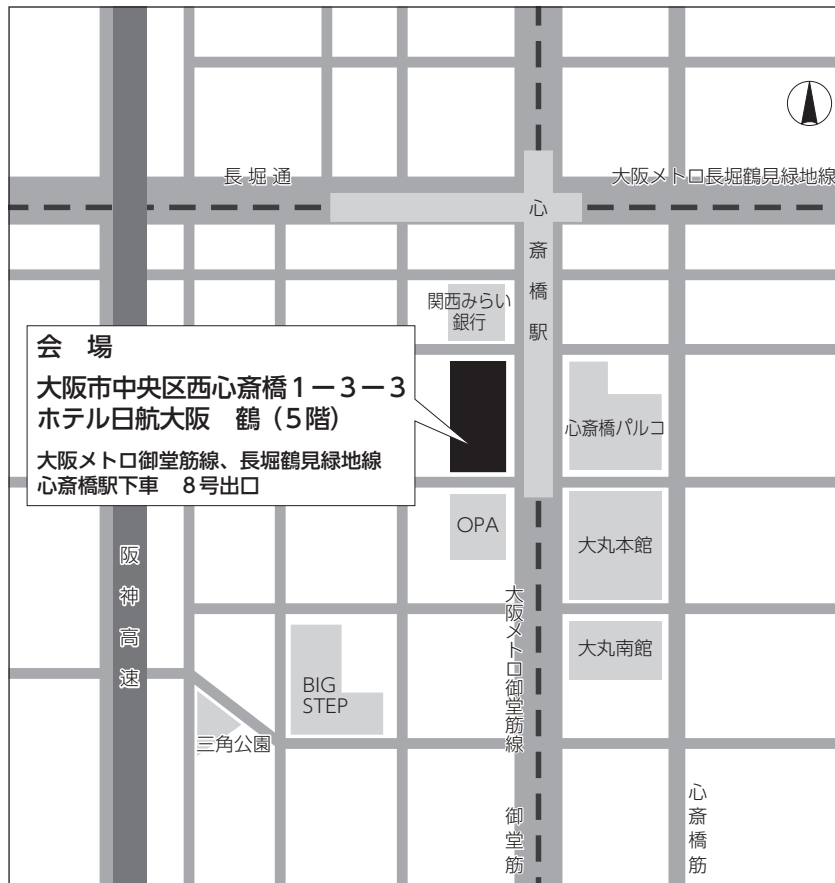 長堀通
大阪メトロ長堀鶴見緑地線
心斎橋駅
関西みらい
銀行
会　場
大阪市中央区西心斎橋１－３－３
ホテル日航大阪　鶴（５階）
大阪メトロ御堂筋線、長堀鶴見緑地線
心斎橋駅下車　８号出口
心斎橋パルコ
OPA
大丸本館
阪神高速
大阪メトロ御堂筋線
大丸南館
BIG
STEP
三角公園
御堂筋
心斎橋筋